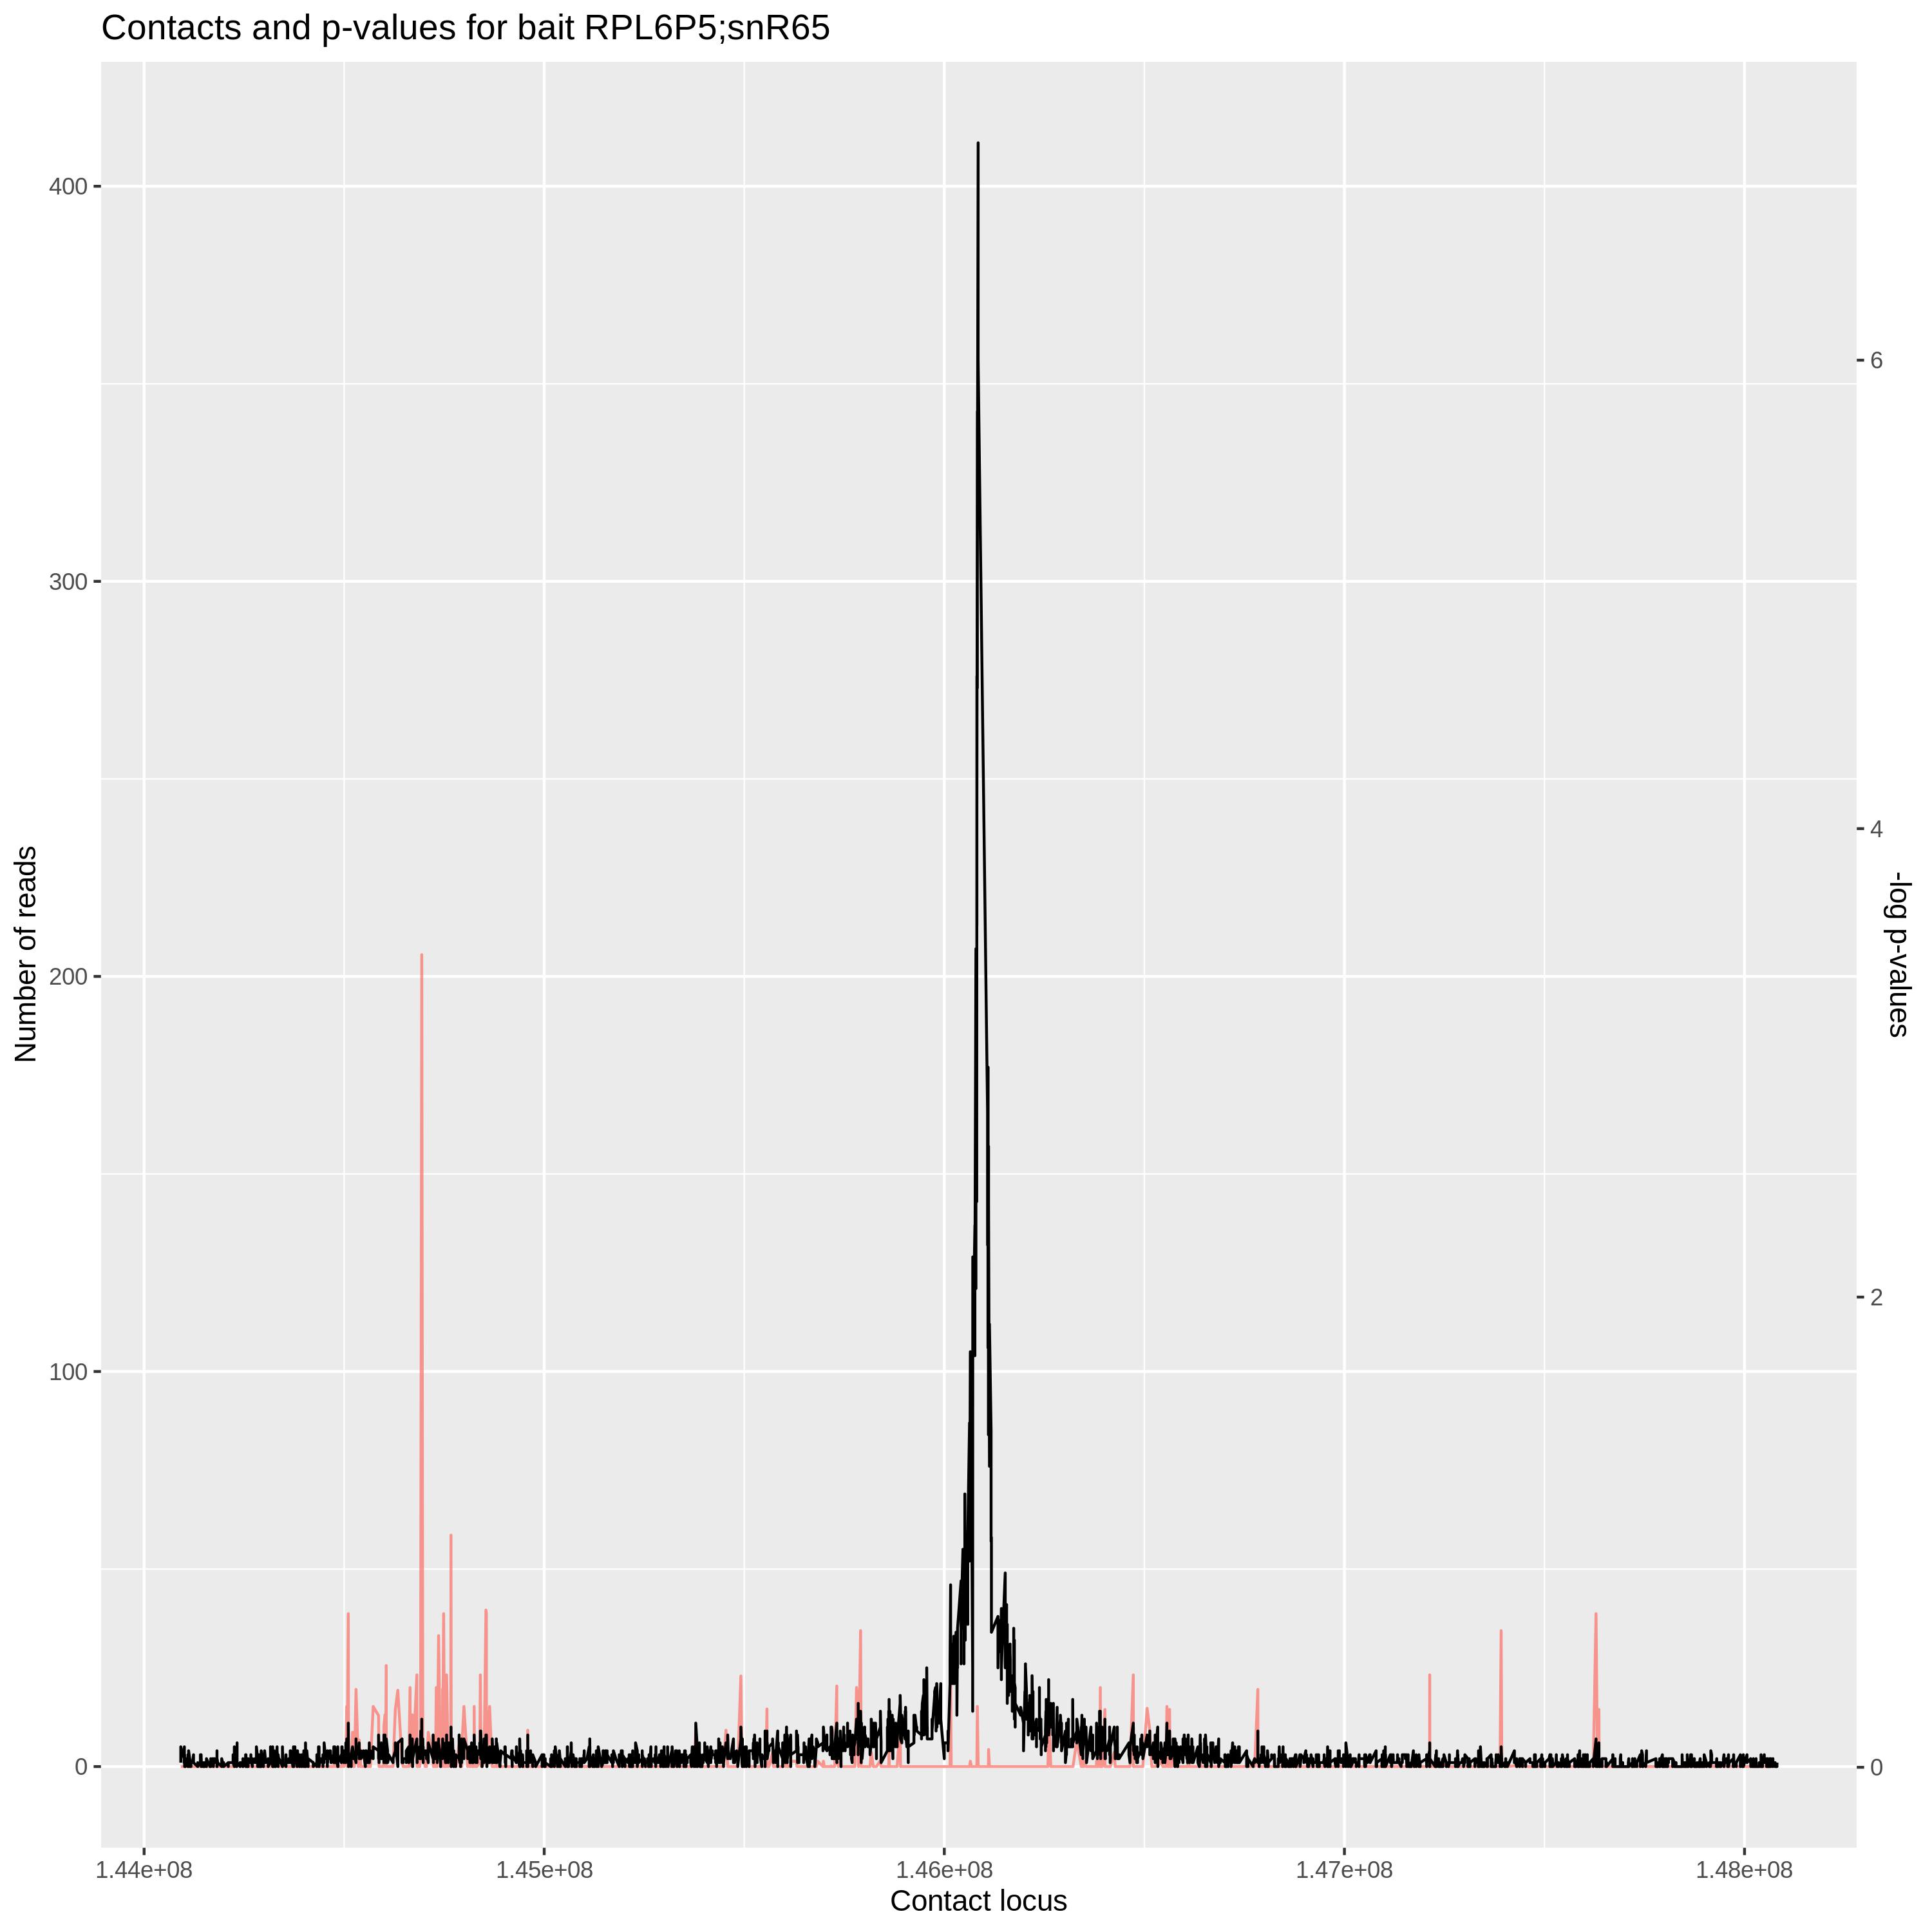 Contacts and p-values for bait RPL6P5;snR65
400
300
200
100
0
Number of reads
6
4
2
0
-log p-values
1.44e+08 1.45e+08 1.46e+08 1.47e+08 1.48e+08
Contact locus